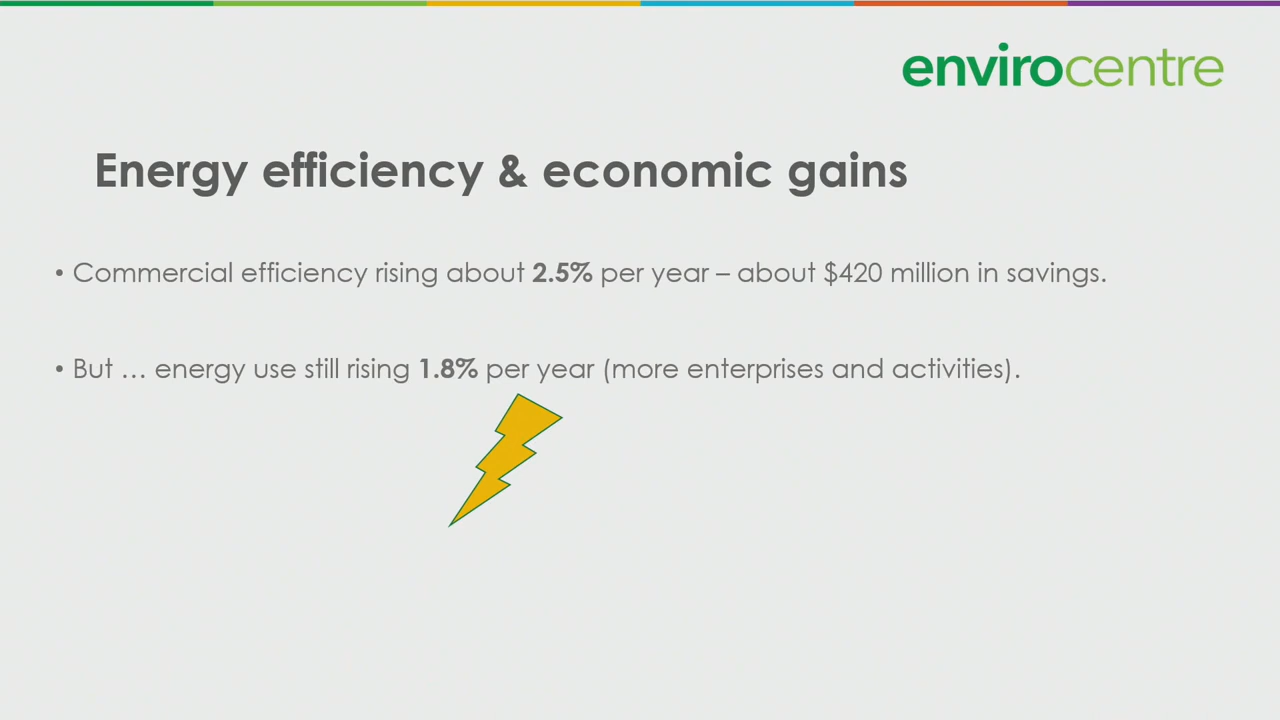 envirocentre
Energy efficiency & economic gains
• Commercial efficiency rising about 2.5% per year – about $420 million in savings.
• But … energy use still rising 1.8% per year (more enterprises and activities).